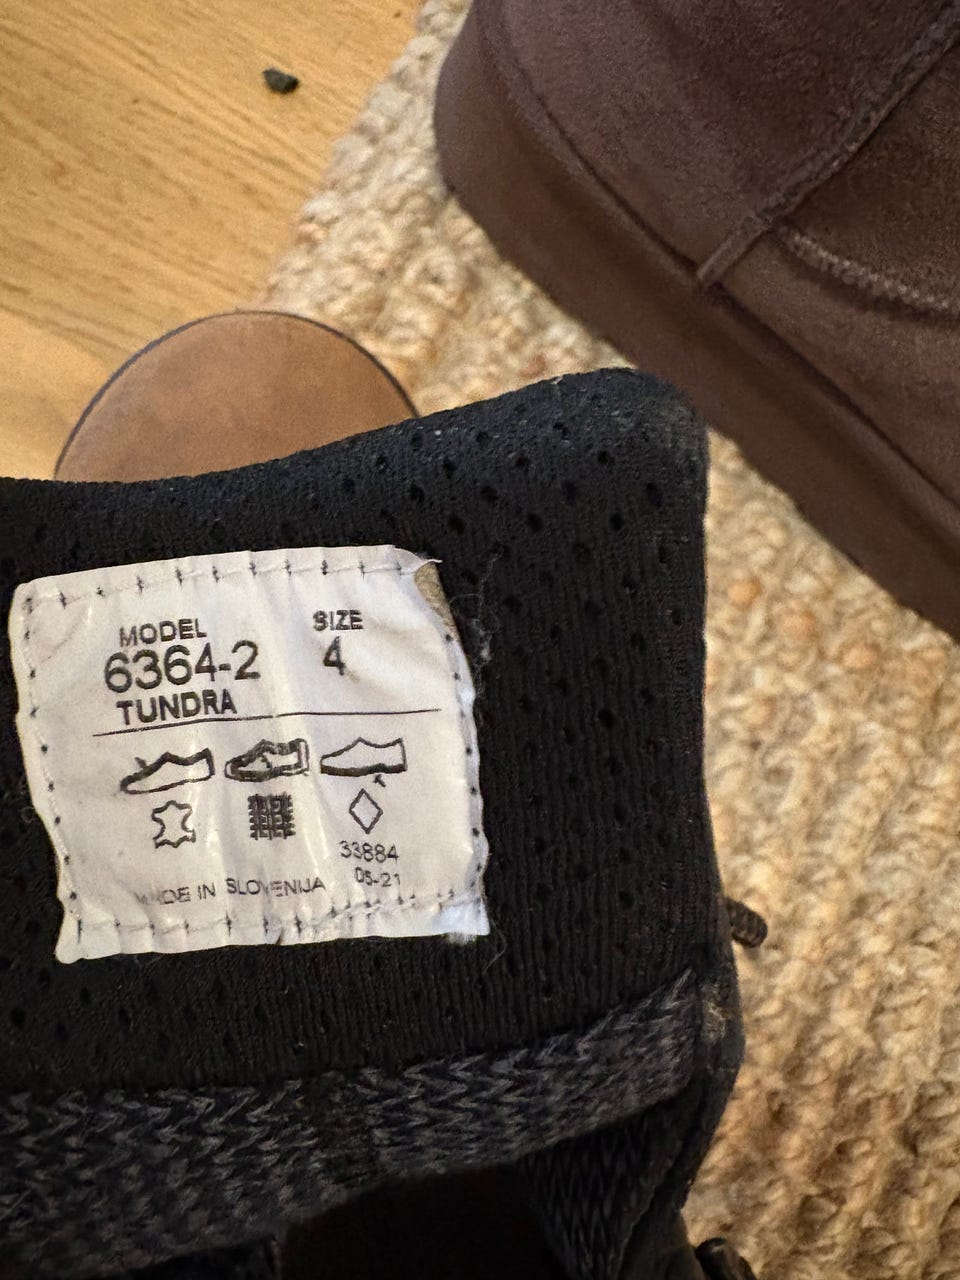 MODEL SIZE
6364-2 4
TUNDRA
33884
05-21
MADE IN SLOVENIJA